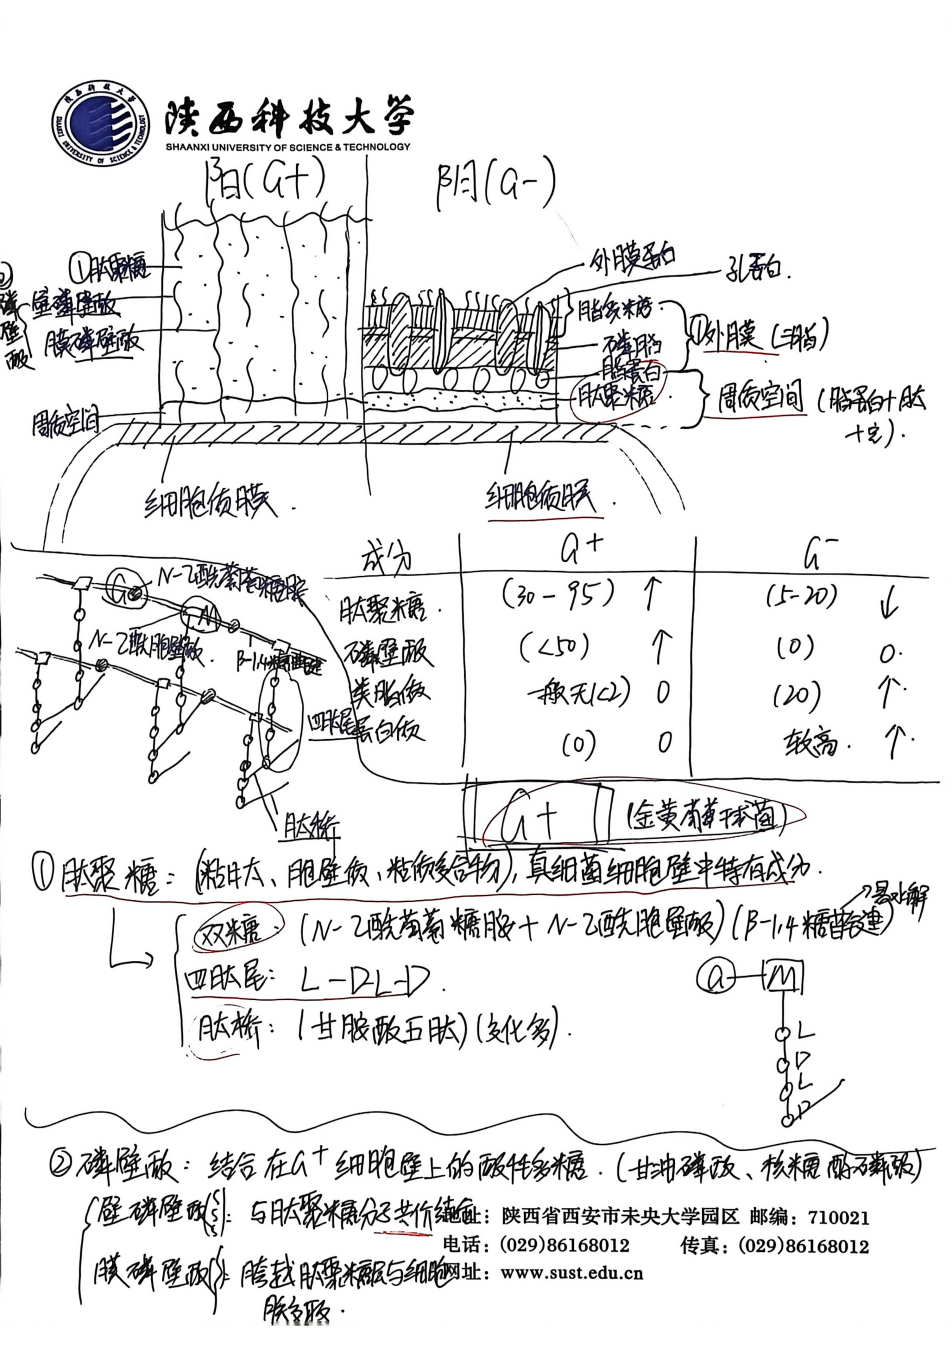 陕西科技大学
SHAANXI UNIVERSITY OF SCIENCE & TECHNOLOGY
阳(G+)
阴(G-)
外膜蛋白
孔蛋白.
①肽聚糖
壁磷壁酸
膜磷壁酸
②磷壁酸
周质空间
脂多糖.
磷脂
脂蛋白
肽聚糖.
①外膜(三脂)
周质空间(脂蛋白+肽
+空).
细胞质膜.
细胞质膜.
G N-乙酰葡萄糖胺
M
N-乙酰胞壁酸.
β-1,4糖苷键
四肽尾
肽桥
成分 G+ G-
肽聚糖. (30-95) ↑ (5-20) ↓
磷壁酸 (<50) ↑ (0) 0.
类脂质 一般无(<2) 0 (20) ↑.
蛋白质 (0) 0 较高. ↑.
G+ (金黄葡萄球菌)
①肽聚糖:(粘肽、胞壁质、粘质复合物),真细菌细胞壁中特有成分.
双糖.(N-乙酰葡萄糖胺+N-乙酰胞壁酸)(β-1,4糖苷键)
→易水解
四肽尾: L-D-L-D.
肽桥:(甘胺酸五肽)(变化多).
G M
L
D
L
D
②磷壁酸:结合在G+细胞壁上的酸性多糖.(甘油磷酸、核糖醇磷酸)
壁磷壁酸:与肽聚糖分子共价结合
膜磷壁酸:跨越肽聚糖层与细胞
膜交联.
地址:陕西省西安市未央大学园区 邮编:710021
电话:(029)86168012 传真:(029)86168012
网址:www.sust.edu.cn